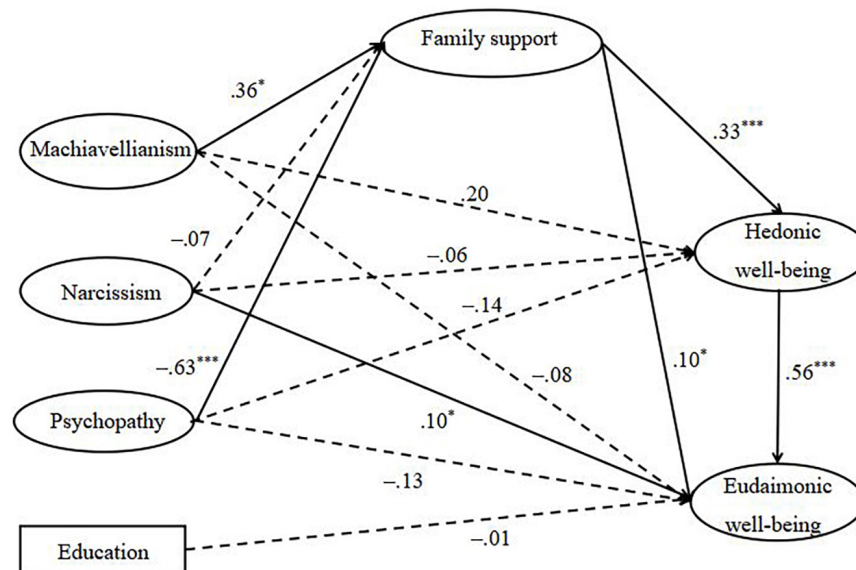 Family support
.36*
Machiavellianism
.33***
.20
–.07
Hedonic
well-being
–.06
Narcissism
–.14
–.63***
–.08
.10*
.56***
Psychopathy
.10*
–.13
Eudaimonic
well-being
Education
–.01